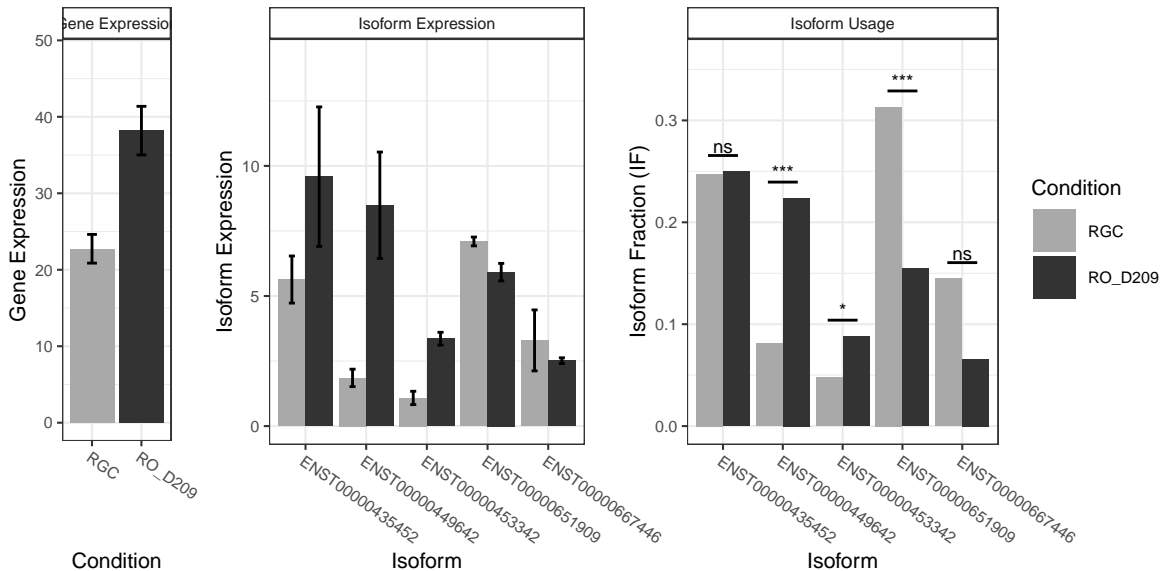 Gene Expression
Isoform Expression
Isoform Usage
Gene Expression
50
40
30
20
10
0
RGC
RO_D209
Condition
Isoform Expression
10
5
0
ENST00000435452
ENST00000449642
ENST00000453342
ENST00000651909
ENST00000667446
Isoform
Isoform Fraction (IF)
0.3
0.2
0.1
0.0
ns
***
*
***
ns
ENST00000435452
ENST00000449642
ENST00000453342
ENST00000651909
ENST00000667446
Isoform
Condition
RGC
RO_D209